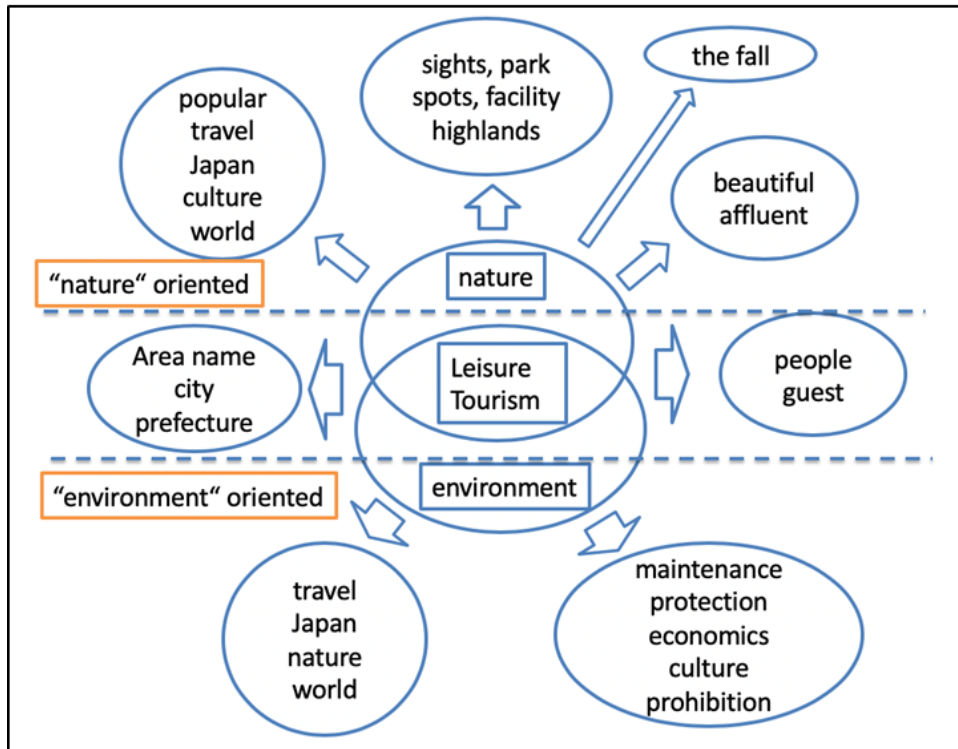 the fall
sights, park
spots, facility
highlands
popular
travel
Japan
culture
world
beautiful
affluent
“nature“ oriented
nature
Area name
city
prefecture
Leisure
Tourism
people
guest
“environment“ oriented
environment
travel
Japan
nature
world
maintenance
protection
economics
culture
prohibition